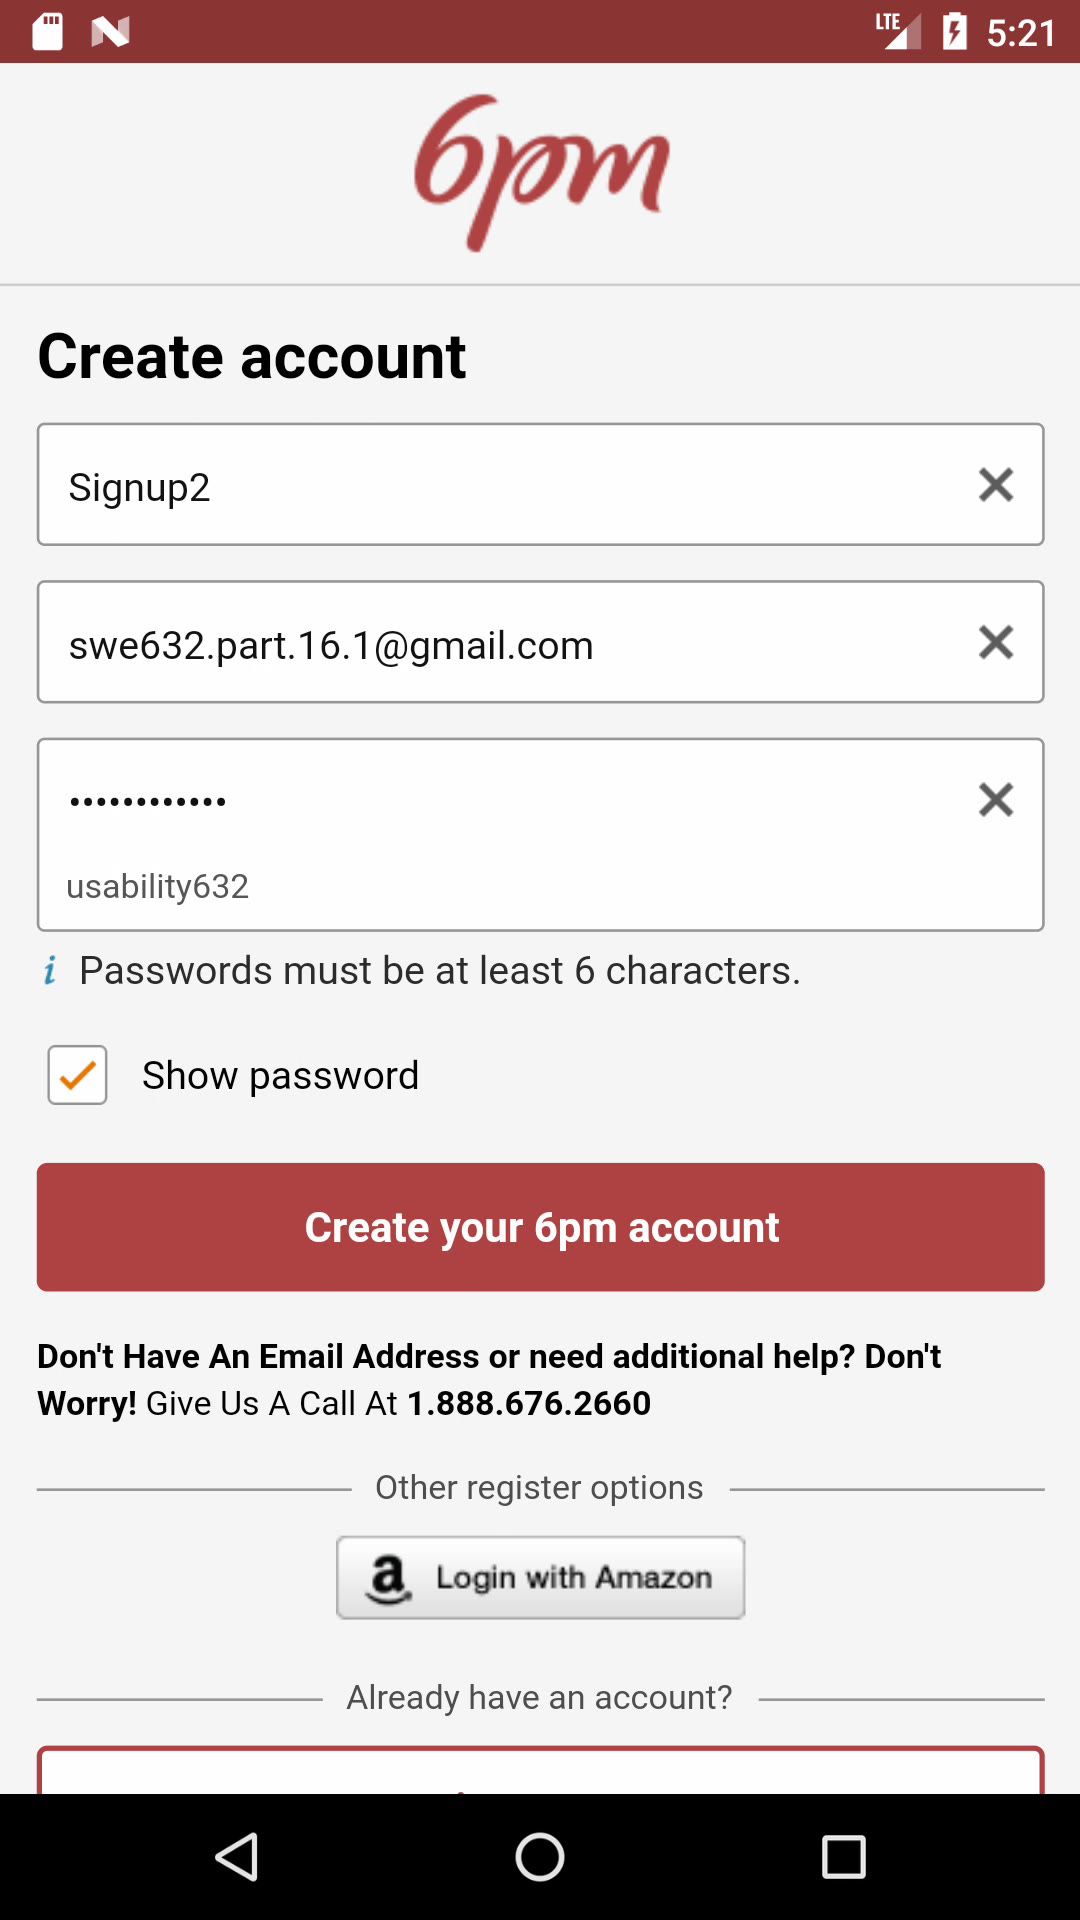 LTE 5:21
6pm
Create account
Signup2
swe632.part.16.1@gmail.com
••••••••••••
usability632
i Passwords must be at least 6 characters.
Show password
Create your 6pm account
Don't Have An Email Address or need additional help? Don't
Worry! Give Us A Call At 1.888.676.2660
Other register options
a Login with Amazon
Already have an account?